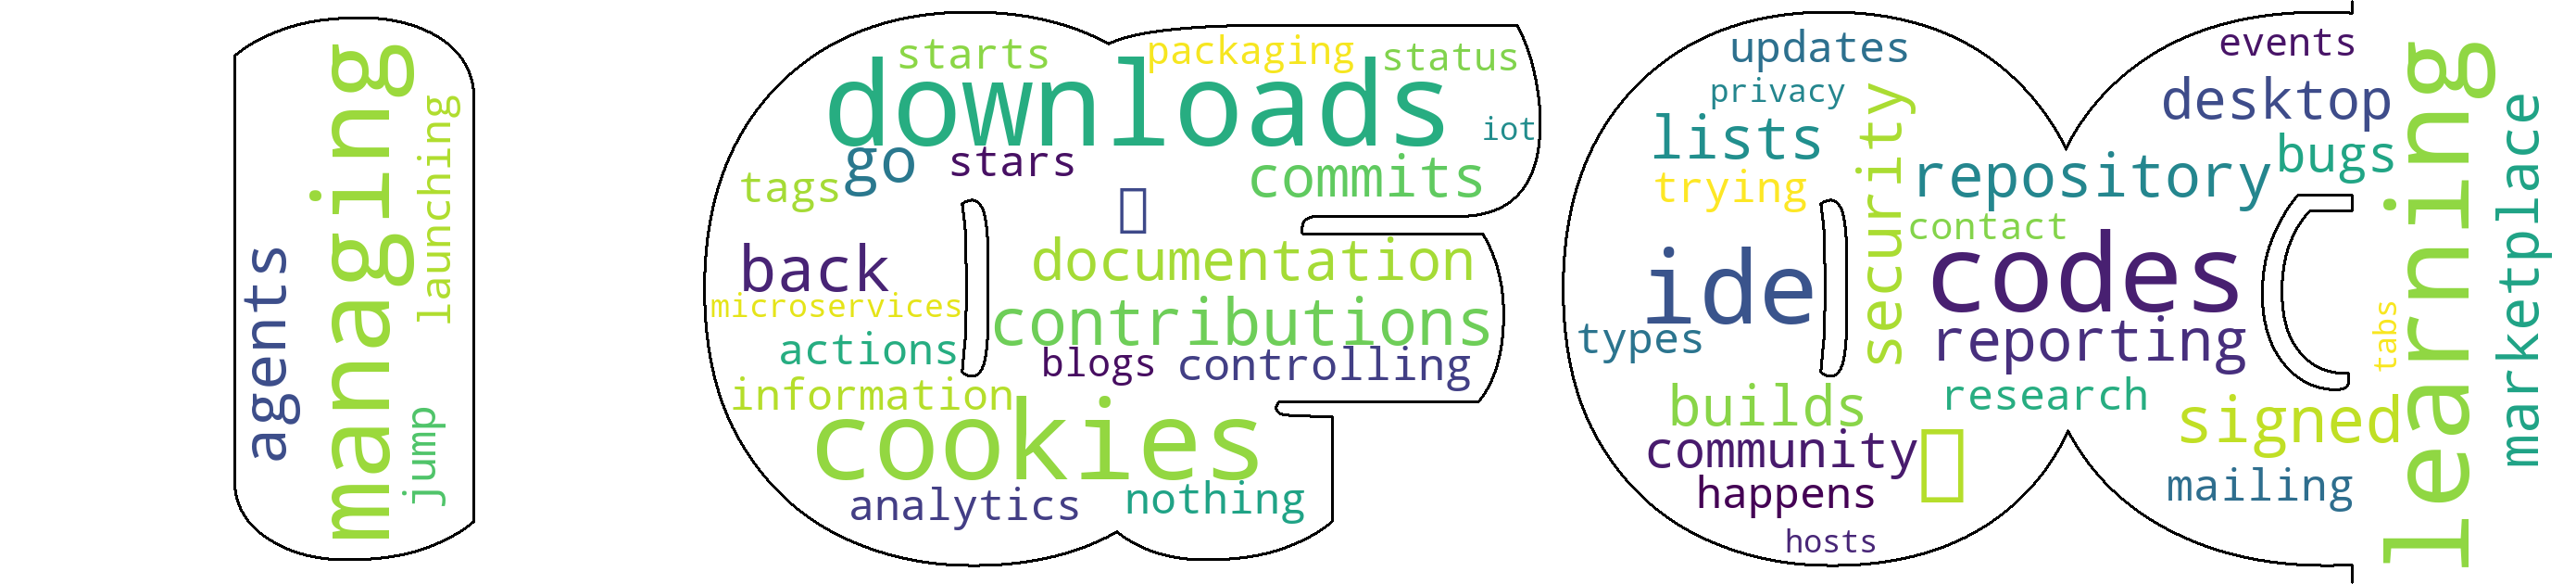 managing
launching
agents
jump
starts
packaging
status
downloads
iot
go
stars
commits
tags
documentation
back
microservices
contributions
actions
blogs
controlling
information
cookies
analytics
nothing
updates
privacy
lists
security
trying
repository
contact
ide
codes
types
reporting
builds
research
community
happens
hosts
events
desktop
bugs
learning
marketplace
tabs
signed
mailing